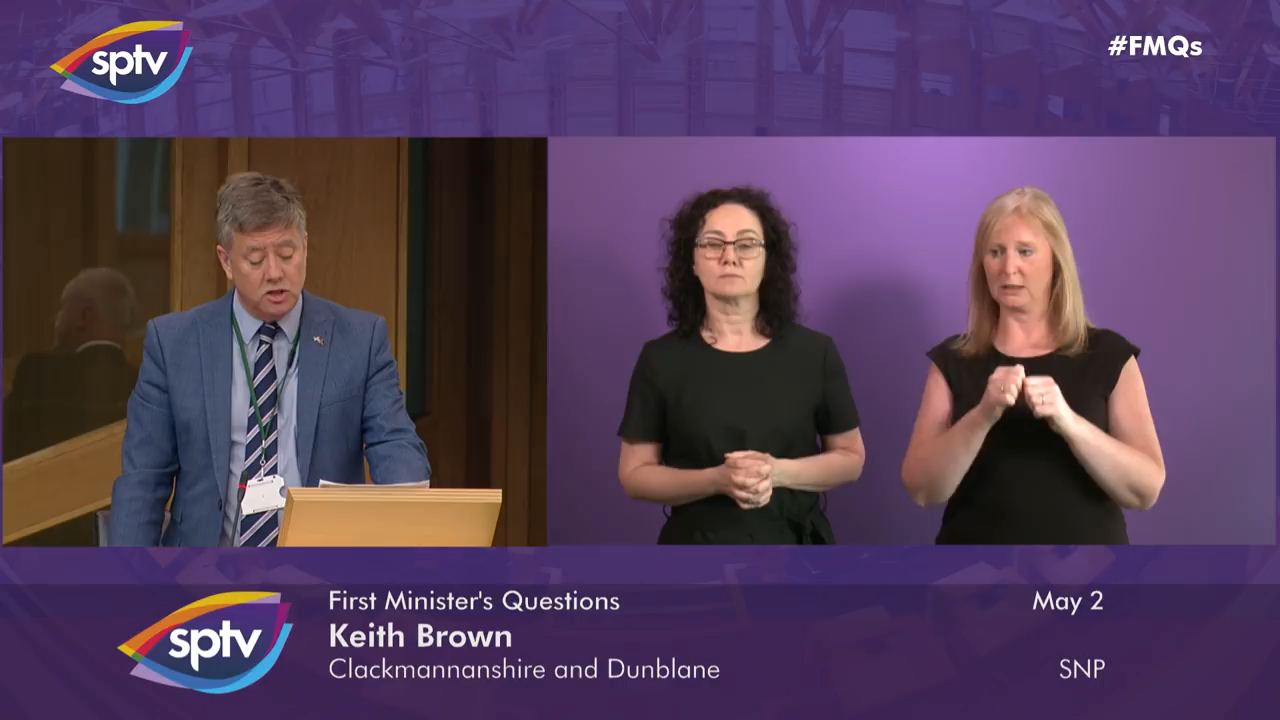 sptv
#FMQs
First Minister's Questions
May 2
Keith Brown
sptv
Clackmannanshire and Dunblane
SNP